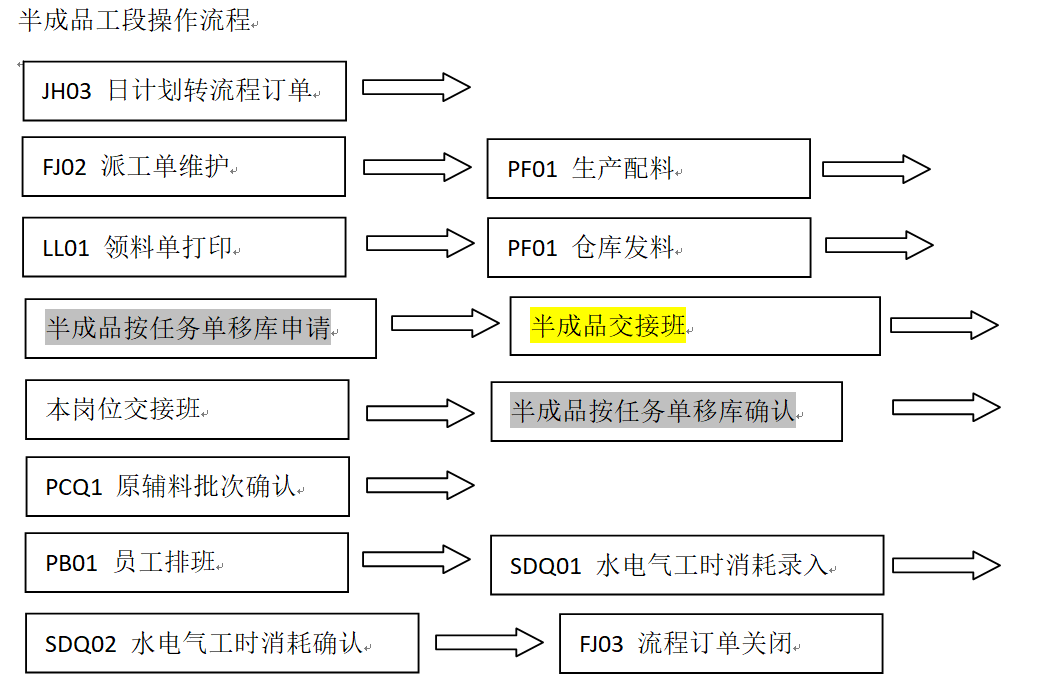 半成品工段操作流程
JH03 日计划转流程订单
FJ02 派工单维护
PF01 生产配料
LL01 领料单打印
PF01 仓库发料
半成品按任务单移库申请
半成品交接班
本岗位交接班
半成品按任务单移库确认
PCQ1 原辅料批次确认
PB01 员工排班
SDQ01 水电气工时消耗录入
SDQ02 水电气工时消耗确认
FJ03 流程订单关闭